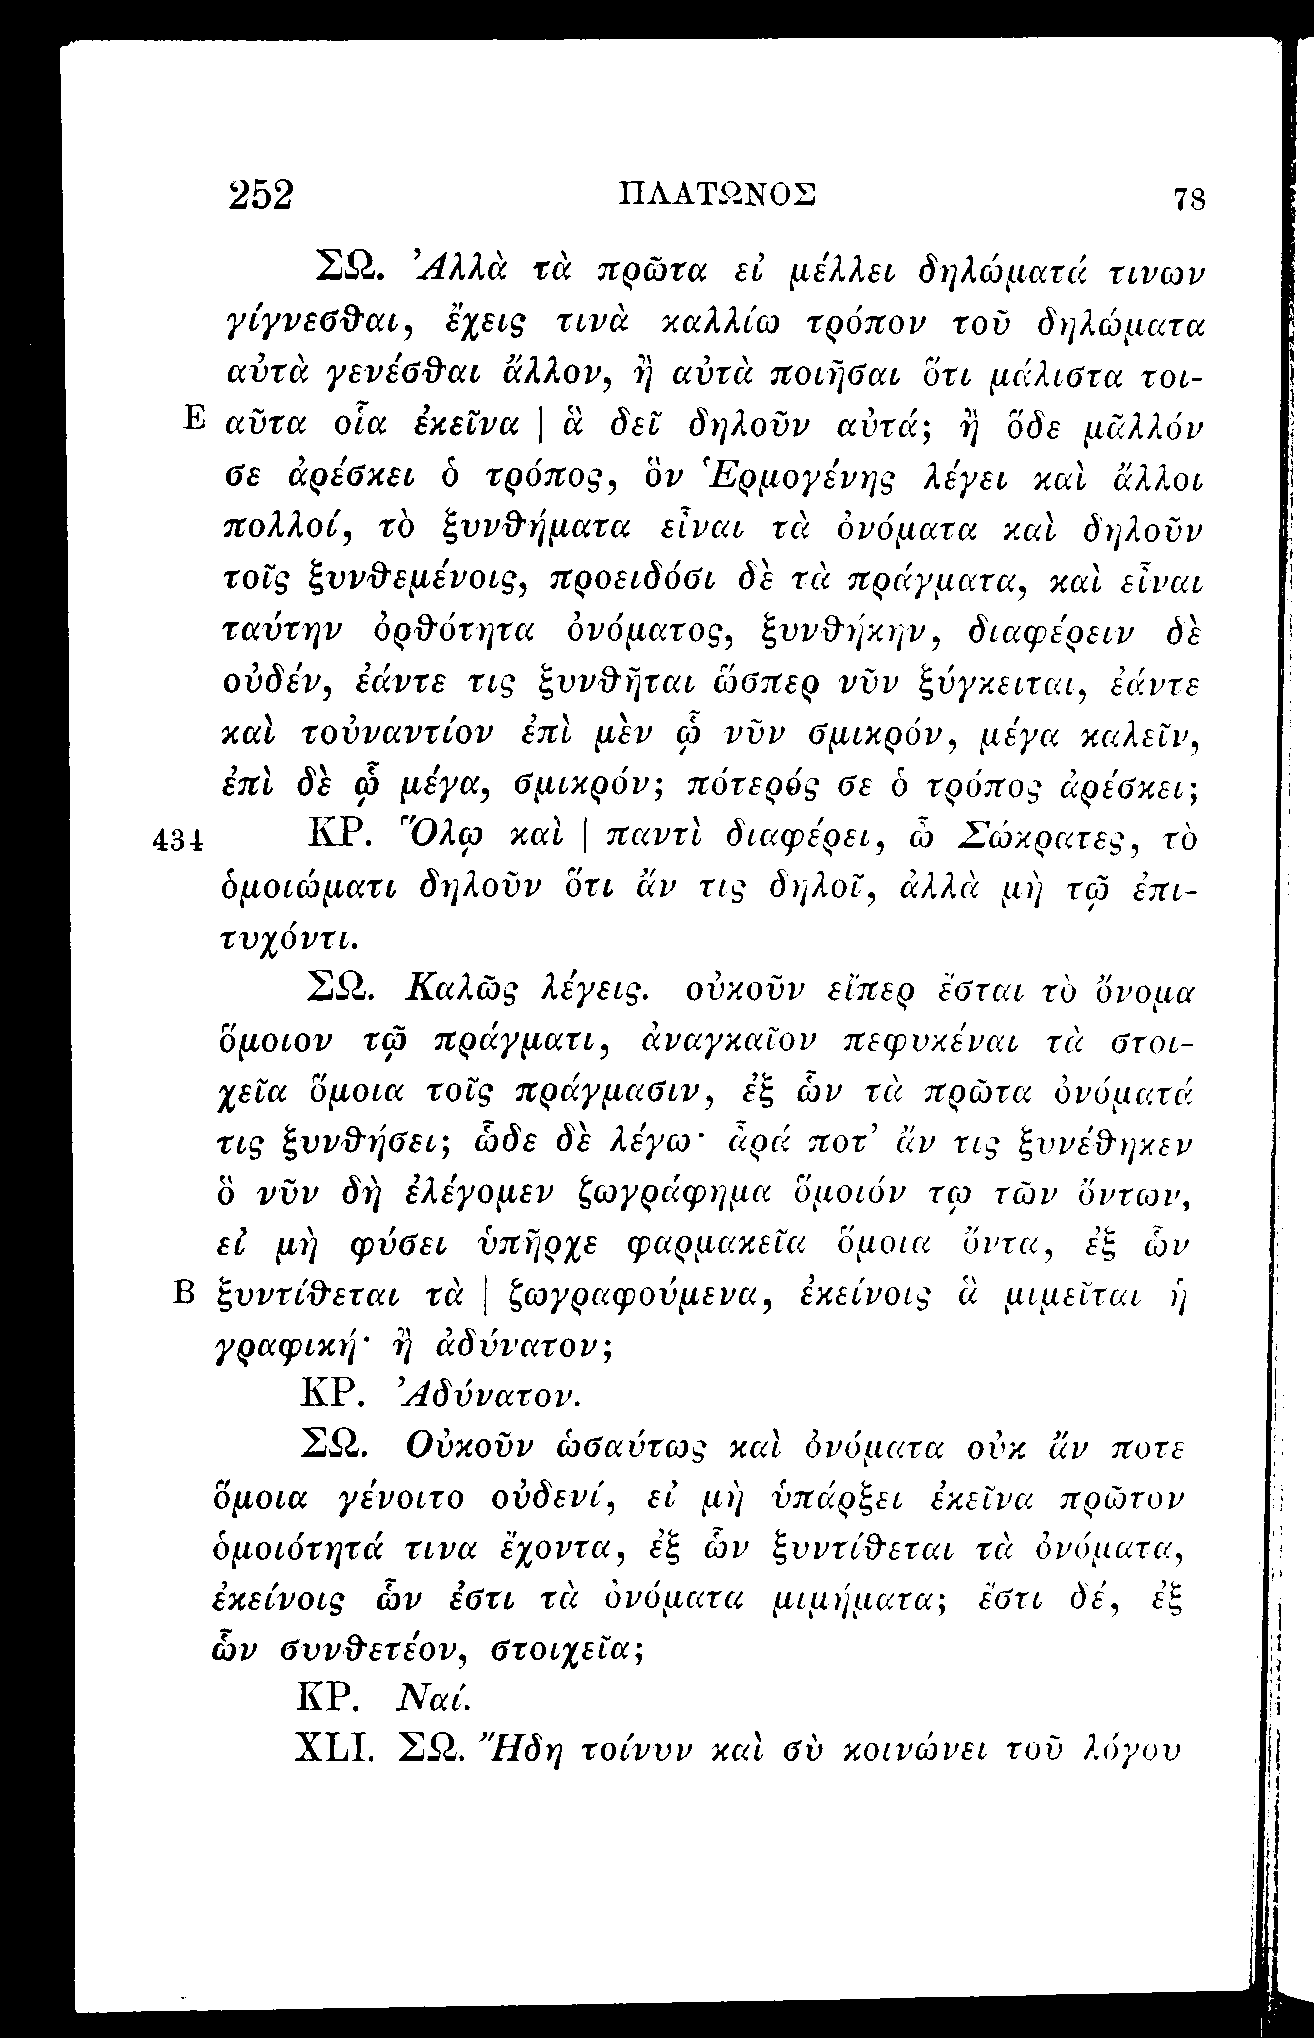 252 ΠΛΑΤΩΝΟΣ 78
ΣΩ. Ἀλλὰ τὰ πρῶτα εἰ μέλλει δηλώματά τινων
γίγνεσθαι, ἔχεις τινὰ καλλίω τρόπον τοῦ δηλώματα
αὐτὰ γενέσθαι ἄλλον, ἢ αὐτὰ ποιῆσαι ὅτι μάλιστα τοι-
E αῦτα οἷα ἐκεῖνα | ἃ δεῖ δηλοῦν αὐτά; ἢ ὅδε μᾶλλόν
σε ἀρέσκει ὁ τρόπος, ὃν Ἑρμογένης λέγει καὶ ἄλλοι
πολλοί, τὸ ξυνθήματα εἶναι τὰ ὀνόματα καὶ δηλοῦν
τοῖς ξυνθεμένοις, προειδόσι δὲ τὰ πράγματα, καὶ εἶναι
ταύτην ὀρθότητα ὀνόματος, ξυνθήκην, διαφέρειν δὲ
οὐδέν, ἐάντε τις ξυνθῆται ὥσπερ νῦν ξύγκειται, ἐάντε
καὶ τοὐναντίον ἐπὶ μὲν ᾧ νῦν σμικρόν, μέγα καλεῖν,
ἐπὶ δὲ ᾧ μέγα, σμικρόν; πότερός σε ὁ τρόπος ἀρέσκει;
434 ΚΡ. Ὅλῳ καὶ | παντὶ διαφέρει, ὦ Σώκρατες, τὸ
ὁμοιώματι δηλοῦν ὅτι ἄν τις δηλοῖ, ἀλλὰ μὴ τῷ ἐπι-
τυχόντι.
ΣΩ. Καλῶς λέγεις. οὐκοῦν εἴπερ ἔσται τὸ ὄνομα
ὅμοιον τῷ πράγματι, ἀναγκαῖον πεφυκέναι τὰ στοι-
χεῖα ὅμοια τοῖς πράγμασιν, ἐξ ὧν τὰ πρῶτα ὀνόματά
τις ξυνθήσει; ὧδε δὲ λέγω· ἆρά ποτ’ ἄν τις ξυνέθηκεν
ὃ νῦν δὴ ἐλέγομεν ζωγράφημα ὅμοιόν τῳ τῶν ὄντων,
εἰ μὴ φύσει ὑπῆρχε φαρμακεῖα ὅμοια ὄντα, ἐξ ὧν
B ξυντίθεται τὰ | ζωγραφούμενα, ἐκείνοις ἃ μιμεῖται ἡ
γραφική· ἢ ἀδύνατον;
ΚΡ. Ἀδύνατον.
ΣΩ. Οὐκοῦν ὡσαύτως καὶ ὀνόματα οὐκ ἄν ποτε
ὅμοια γένοιτο οὐδενί, εἰ μὴ ὑπάρξει ἐκεῖνα πρῶτον
ὁμοιότητά τινα ἔχοντα, ἐξ ὧν ξυντίθεται τὰ ὀνόματα,
ἐκείνοις ὧν ἐστι τὰ ὀνόματα μιμήματα; ἔστι δέ, ἐξ
ὧν συνθετέον, στοιχεῖα;
ΚΡ. Ναί.
XLI. ΣΩ. Ἤδη τοίνυν καὶ σὺ κοινώνει τοῦ λόγου